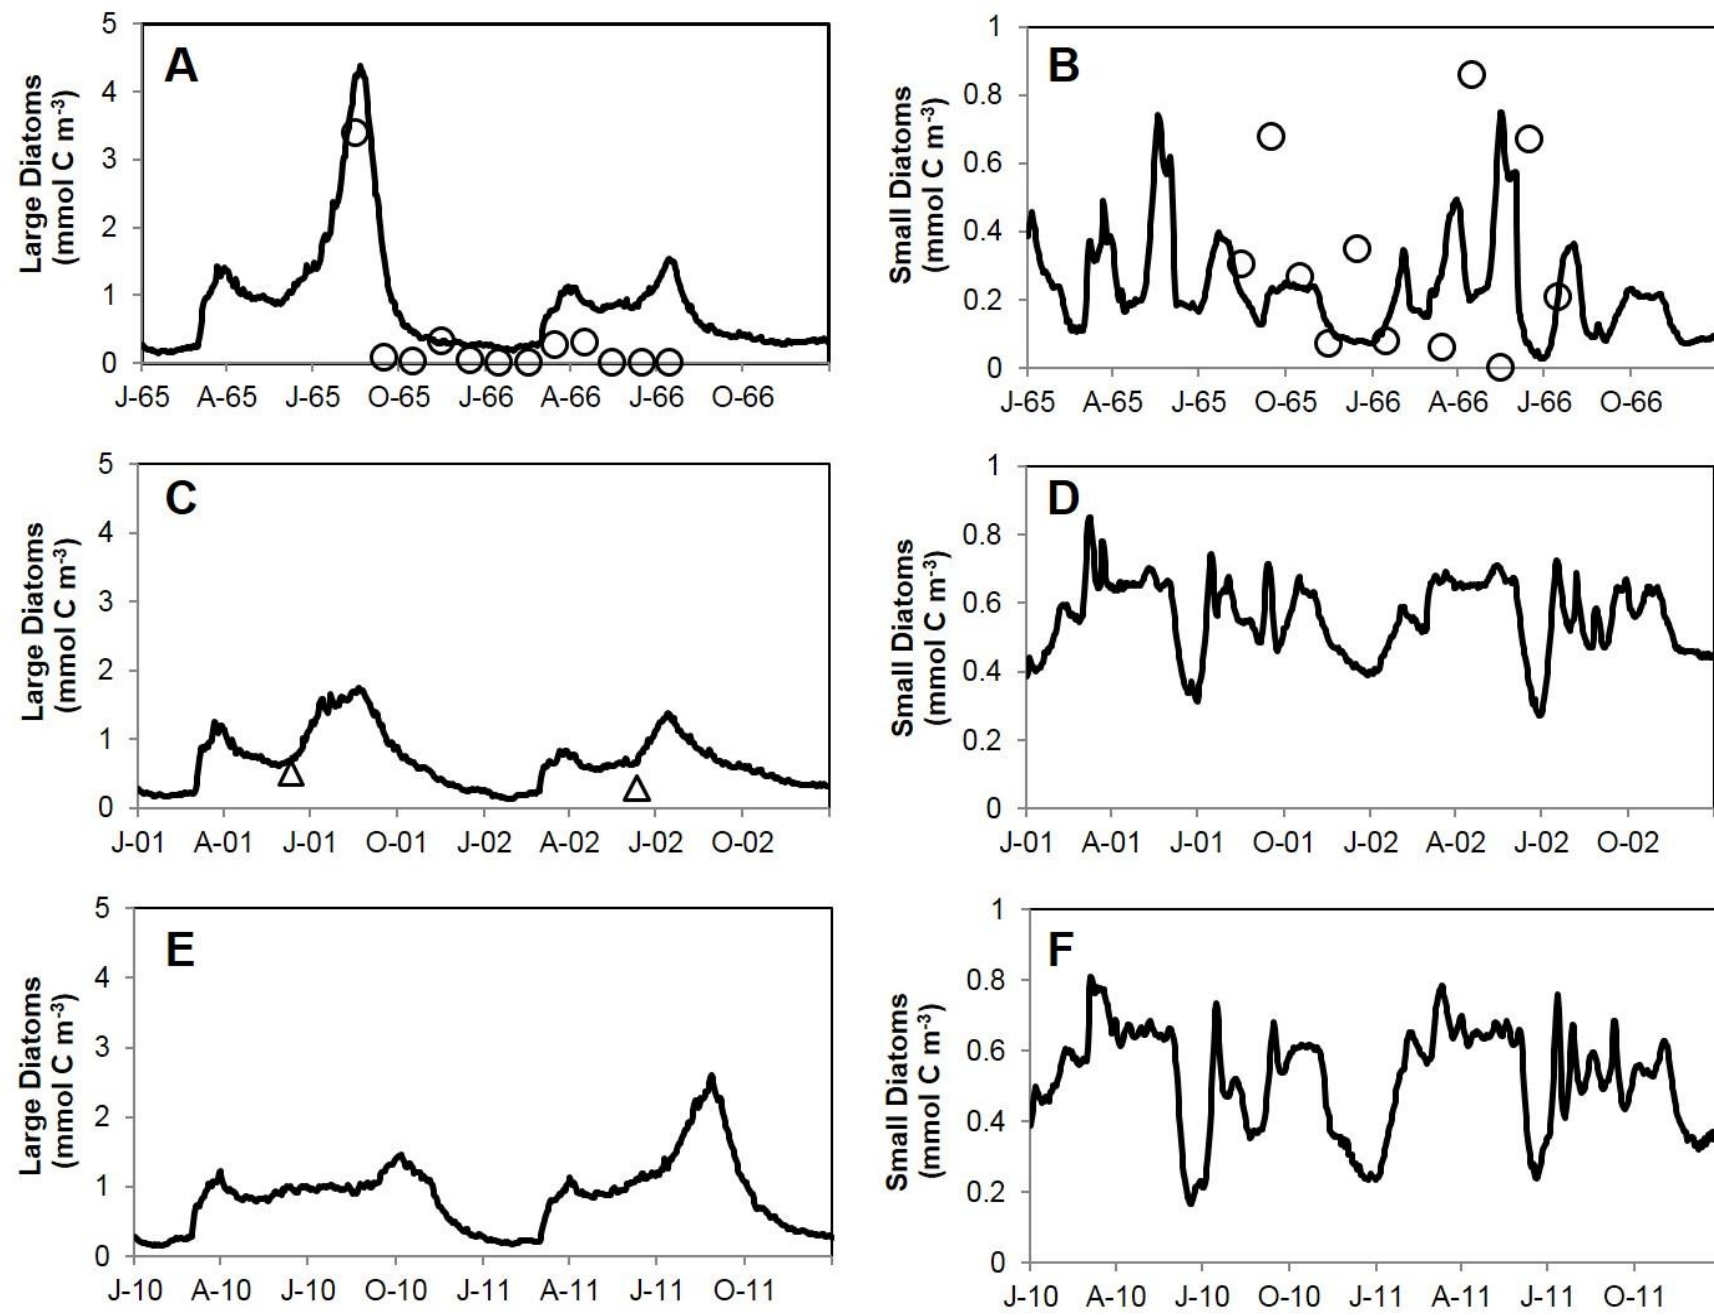 A
Large Diatoms
(mmol C m-3)
5
4
3
2
1
0
J-65 A-65 J-65 O-65 J-66 A-66 J-66 O-66
B
Small Diatoms
(mmol C m-3)
1
0.8
0.6
0.4
0.2
0
J-65 A-65 J-65 O-65 J-66 A-66 J-66 O-66
C
Large Diatoms
(mmol C m-3)
5
4
3
2
1
0
J-01 A-01 J-01 O-01 J-02 A-02 J-02 O-02
D
Small Diatoms
(mmol C m-3)
1
0.8
0.6
0.4
0.2
0
J-01 A-01 J-01 O-01 J-02 A-02 J-02 O-02
E
Large Diatoms
(mmol C m-3)
5
4
3
2
1
0
J-10 A-10 J-10 O-10 J-11 A-11 J-11 O-11
F
Small Diatoms
(mmol C m-3)
1
0.8
0.6
0.4
0.2
0
J-10 A-10 J-10 O-10 J-11 A-11 J-11 O-11